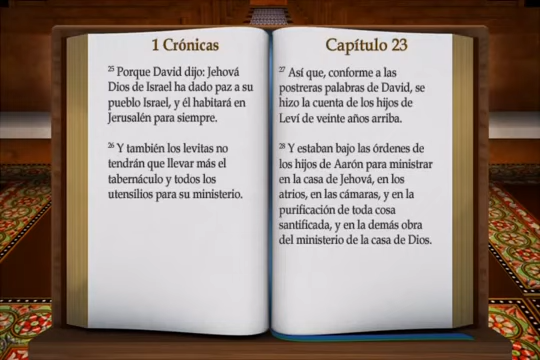 1 Crónicas
25 Porque David dijo: Jehová
Dios de Israel ha dado paz a su
pueblo Israel, y él habitará en
Jerusalén para siempre.
26 Y también los levitas no
tendrán que llevar más el
tabernáculo y todos los
utensilios para su ministerio.
Capítulo 23
27 Así que, conforme a las
postreras palabras de David, se
hizo la cuenta de los hijos de
Leví de veinte años arriba.
28 Y estaban bajo las órdenes de
los hijos de Aarón para ministrar
en la casa de Jehová, en los
atrios, en las cámaras, y en la
purificación de toda cosa
santificada, y en la demás obra
del ministerio de la casa de Dios.